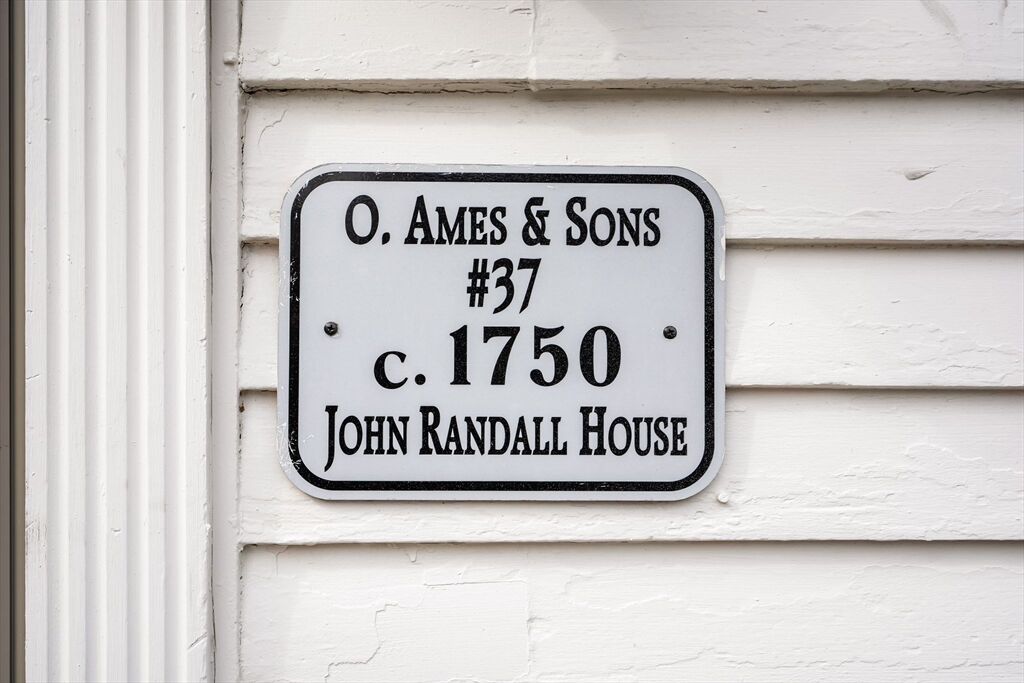 O. AMES & SONS
#37
c. 1750
JOHN RANDALL HOUSE